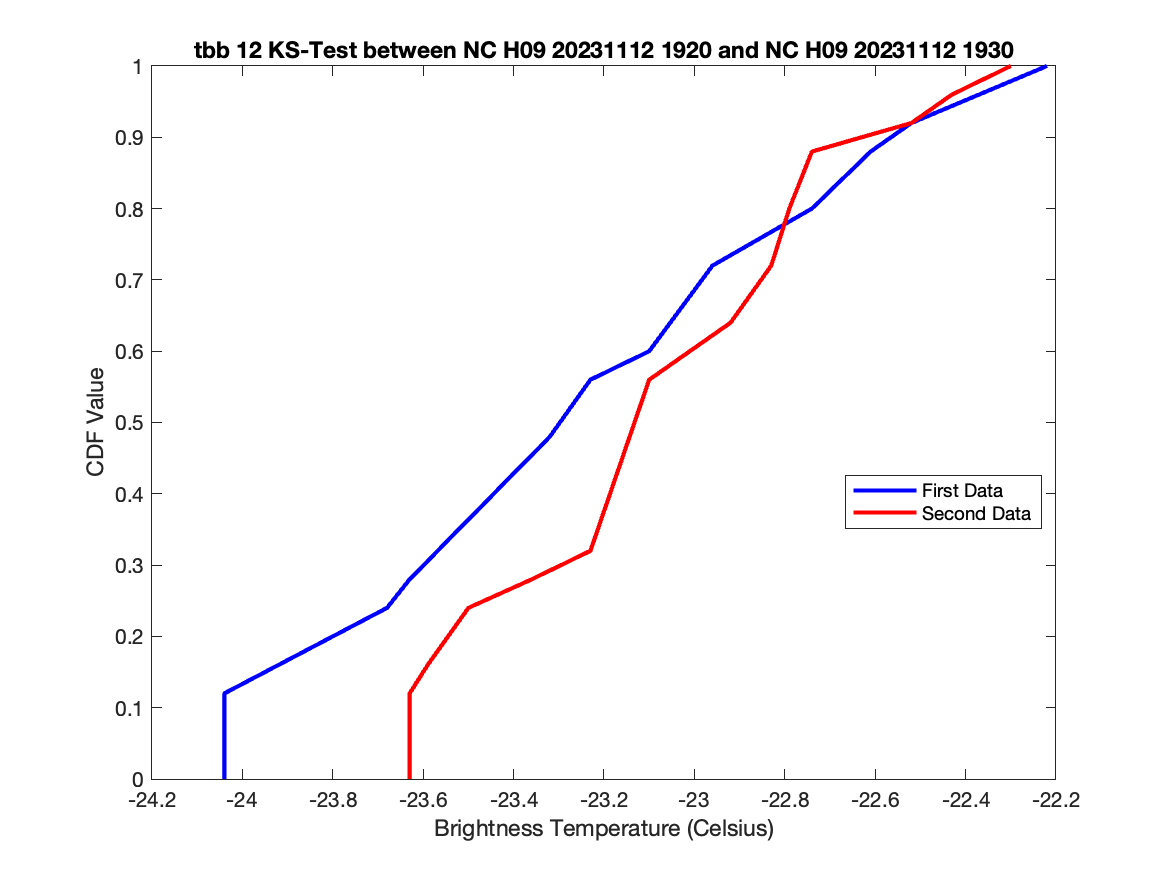 tbb 12 KS-Test between NC H09 20231112 1920 and NC H09 20231112 1930
1
0.9
0.8
0.7
0.6
0.5
0.4
0.3
0.2
0.1
0
CDF Value
First Data
Second Data
-24.2 -24 -23.8 -23.6 -23.4 -23.2 -23 -22.8 -22.6 -22.4 -22.2
Brightness Temperature (Celsius)